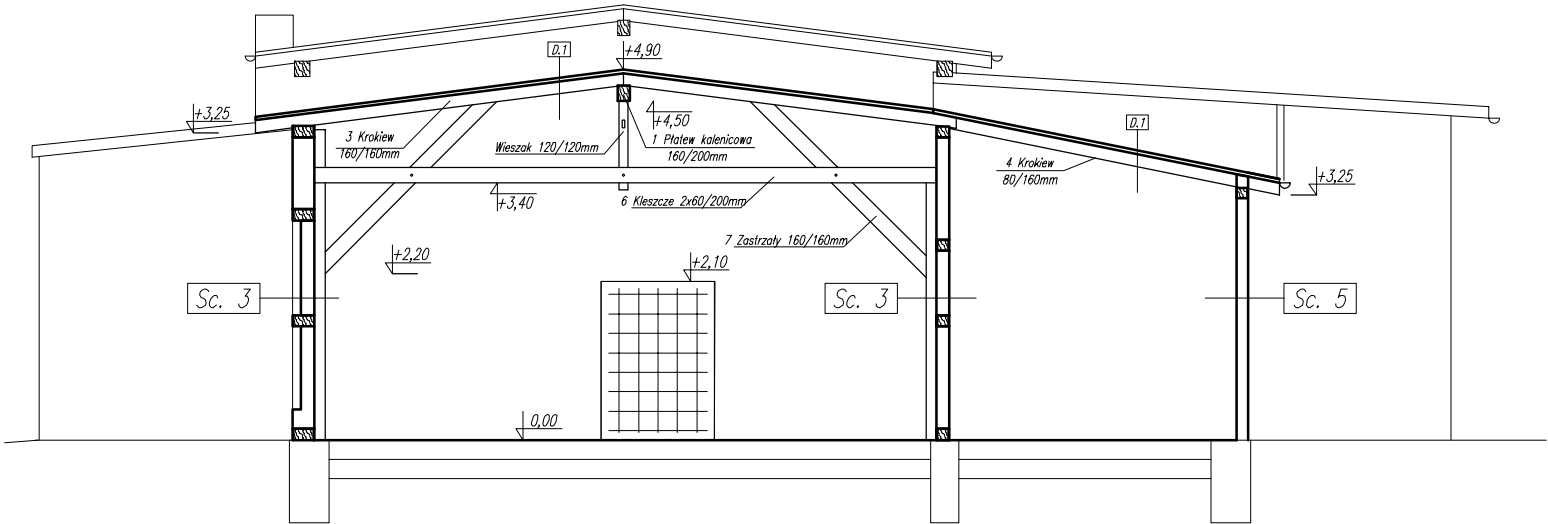 D.1
+4,90
+3,25
+4,50
D.1
3 Krokiew
160/160mm
Wieszak 120/120mm
1 Płatew kalenicowa
160/200mm
4 Krokiew
80/160mm
+3,25
+3,40
6 Kleszcze 2x60/200mm
7 Zastrzały 160/160mm
+2,20
+2,10
Sc. 3
Sc. 3
Sc. 5
0,00